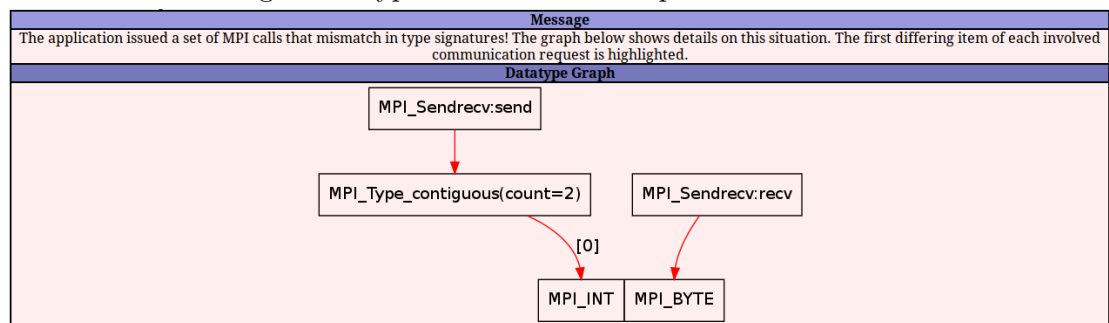 Message
The application issued a set of MPI calls that mismatch in type signatures! The graph below shows details on this situation. The first differing item of each involved
communication request is highlighted.
Datatype Graph
MPI_Sendrecv:send
MPI_Type_contiguous(count=2)
MPI_Sendrecv:recv
[0]
MPI_INT
MPI_BYTE